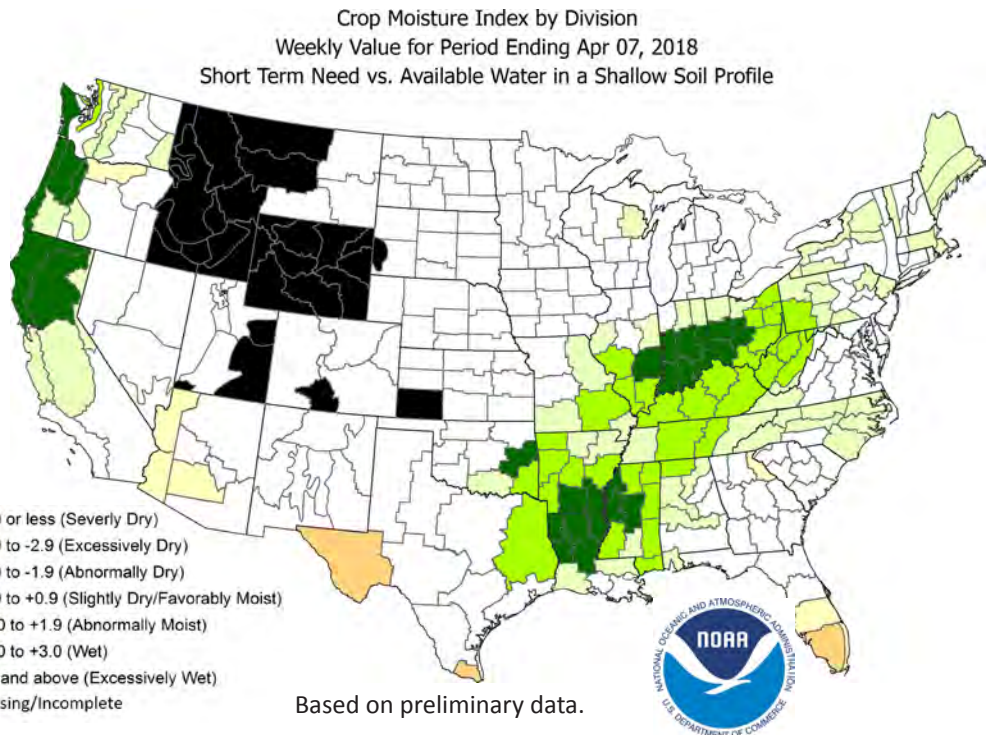 Crop Moisture Index by Division
Weekly Value for Period Ending Apr 07, 2018
Short Term Need vs. Available Water in a Shallow Soil Profile
or less (Severly Dry)
to -2.9 (Excessively Dry)
to -1.9 (Abnormally Dry)
to +0.9 (Slightly Dry/Favorably Moist)
0 to +1.9 (Abnormally Moist)
0 to +3.0 (Wet)
and above (Excessively Wet)
sing/Incomplete
Based on preliminary data.
NATIONAL OCEANIC AND ATMOSPHERIC ADMINISTRATION
NOAA
U.S. DEPARTMENT OF COMMERCE